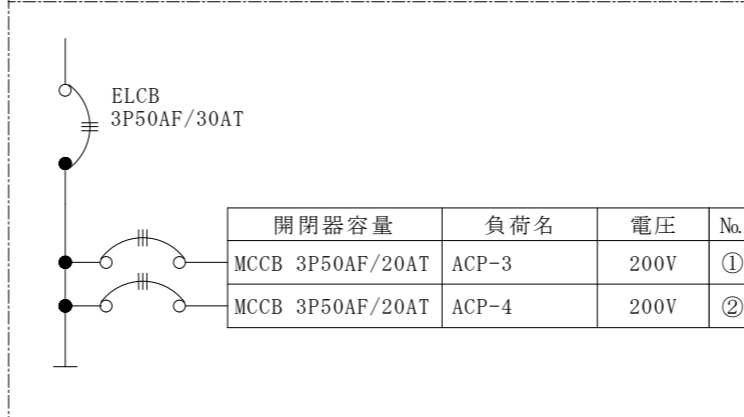 ELCB
3P50AF/30AT
開閉器容量 負荷名 電圧 No.
MCCB 3P50AF/20AT ACP-3 200V ①
MCCB 3P50AF/20AT ACP-4 200V ②